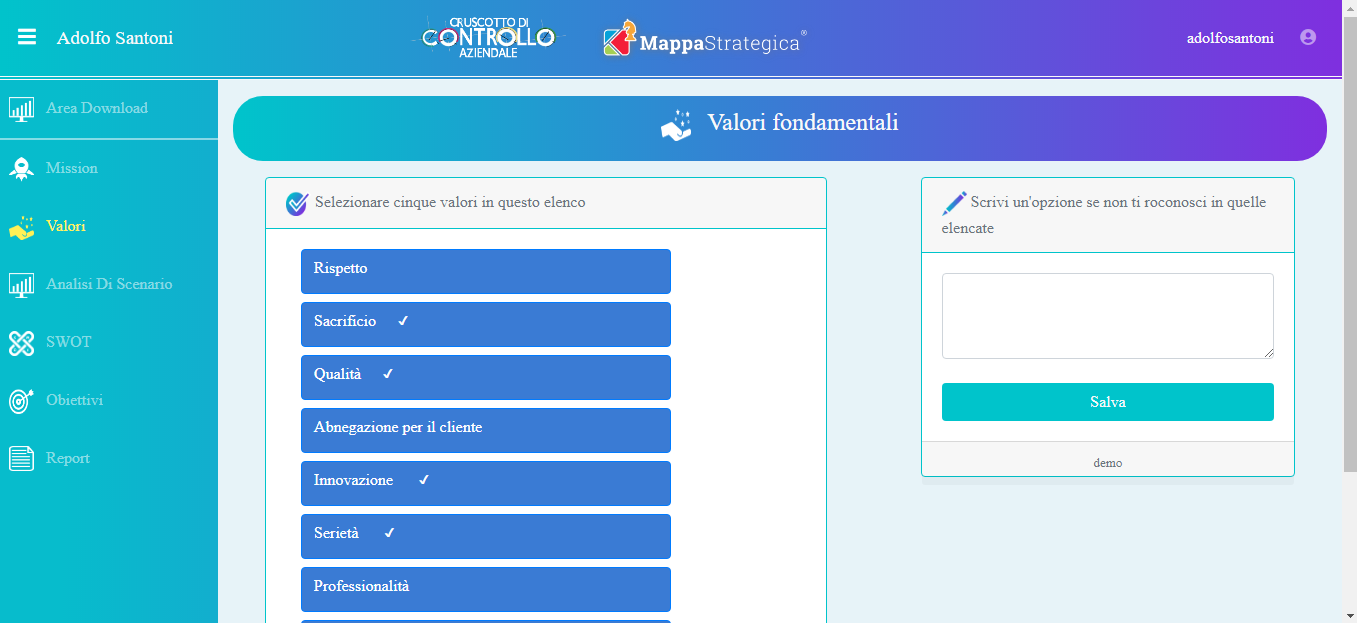 Adolfo Santoni
CRUSCOTTO DI
CONTROLLO
AZIENDALE
MappaStrategica®
adolfosantoni
Area Download
Mission
Valori
Analisi Di Scenario
SWOT
Obiettivi
Report
Valori fondamentali
Selezionare cinque valori in questo elenco
Rispetto
Sacrificio ✓
Qualità ✓
Abnegazione per il cliente
Innovazione ✓
Serietà ✓
Professionalità
Scrivi un'opzione se non ti roconosci in quelle
elencate
Salva
demo